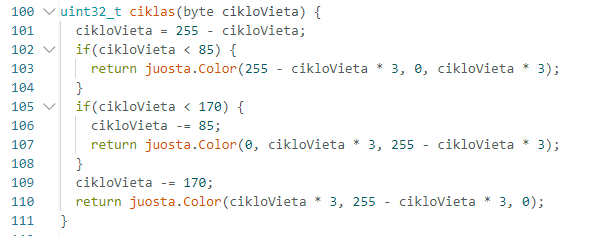 100 uint32_t ciklas(byte cikloVieta) {
101 cikloVieta = 255 - cikloVieta;
102 if(cikloVieta < 85) {
103 return juosta.Color(255 - cikloVieta * 3, 0, cikloVieta * 3);
104 }
105 if(cikloVieta < 170) {
106 cikloVieta -= 85;
107 return juosta.Color(0, cikloVieta * 3, 255 - cikloVieta * 3);
108 }
109 cikloVieta -= 170;
110 return juosta.Color(cikloVieta * 3, 255 - cikloVieta * 3, 0);
111 }